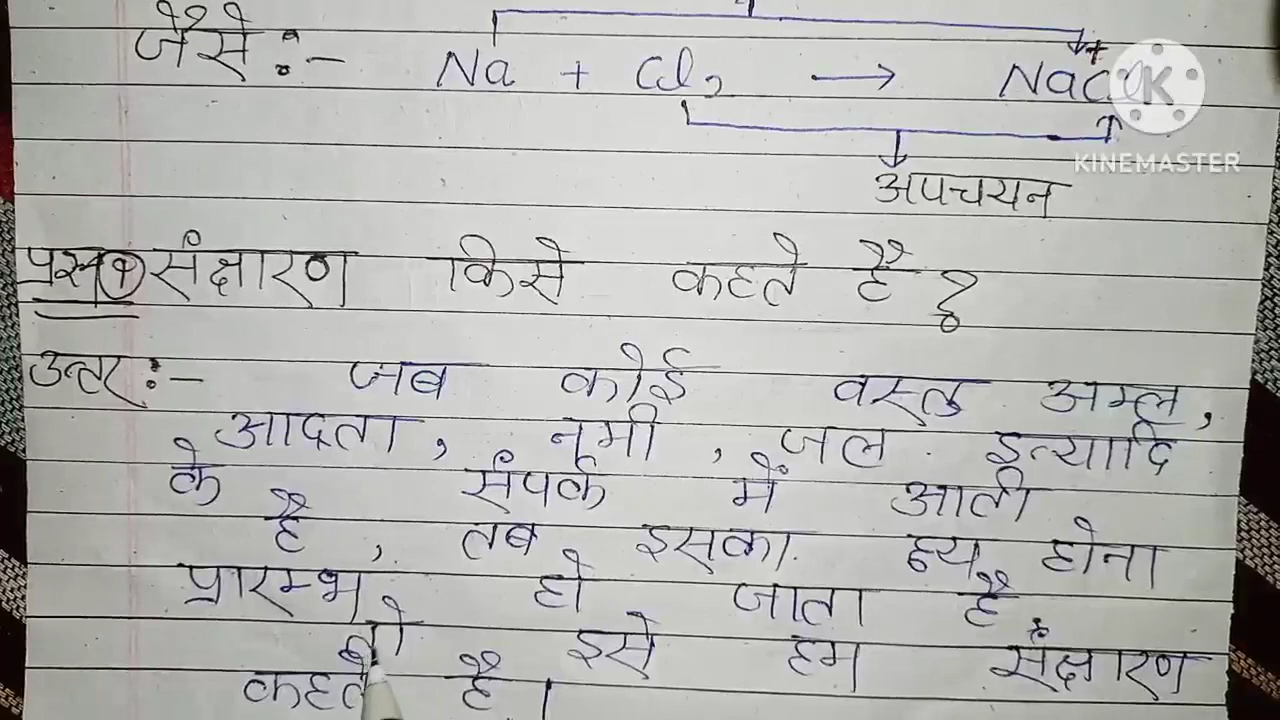 जैसे :- Na + Cl₂ → NaCl
KINEMASTER
अपचयन
प्रश्न ९ संक्षारण किसे कहते हैं ?
उत्तर :- जब कोई वस्तु अम्ल,
आद्रता , नमी , जल इत्यादि
के संपर्क में आती
है , तब इसका क्षय होना
प्रारम्भ हो जाता है
तो इसे हम संक्षारण
कहते हैं ।